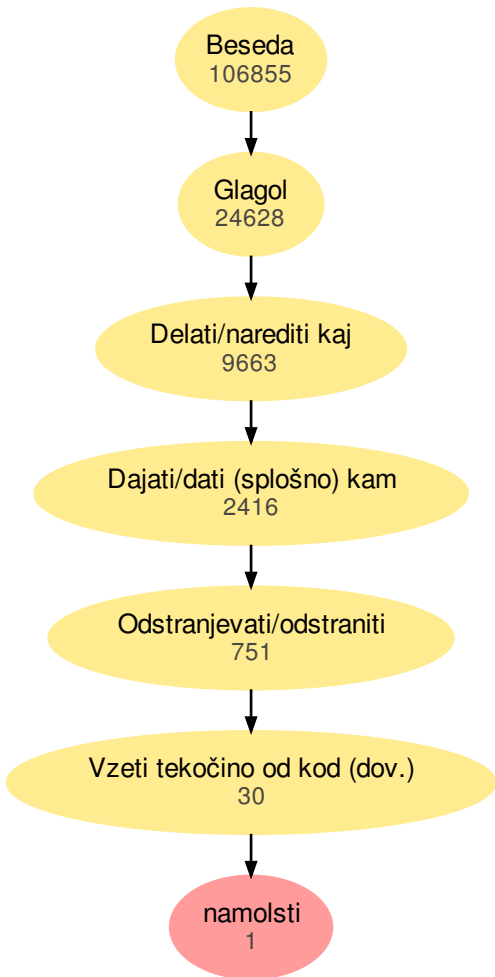 Beseda
106855
Glagol
24628
Delati/narediti kaj
9663
Dajati/dati (splošno) kam
2416
Odstranjevati/odstraniti
751
Vzeti tekočino od kod (dov.)
30
namolsti
1